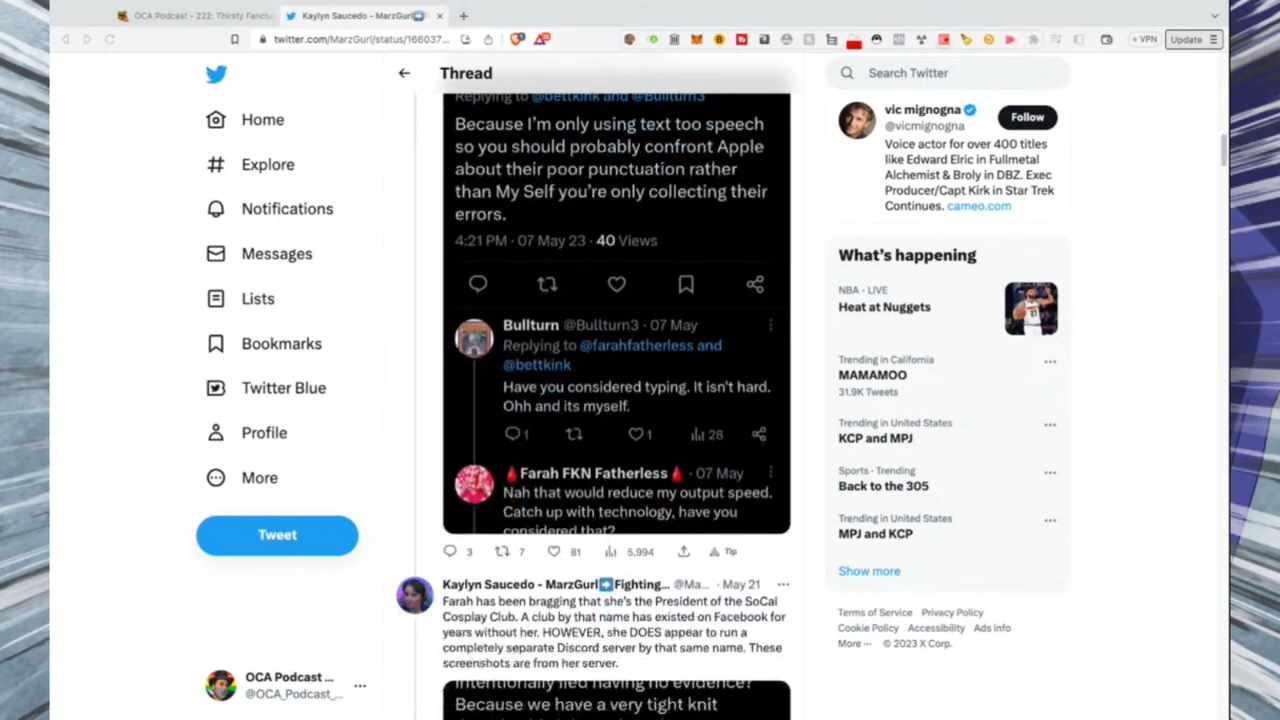 OCA Podcast - 222: Thirsty Fanclu
Kaylyn Saucedo - MarzGurl➡️
twitter.com/MarzGurl/status/166037...
VPN
Update
Home
Explore
Notifications
Messages
Lists
Bookmarks
Twitter Blue
Profile
More
Tweet
OCA Podcast ...
@OCA_Podcast_...
Thread
Replying to @bettkink and @Bullturn3
Because I’m only using text too speech
so you should probably confront Apple
about their poor punctuation rather
than My Self you’re only collecting their
errors.
4:21 PM · 07 May 23 · 40 Views
Bullturn @Bullturn3 · 07 May
Replying to @farahfatherless and
@bettkink
Have you considered typing. It isn't hard.
Ohh and its myself.
1
1
28
🩸Farah FKN Fatherless🩸 · 07 May
Nah that would reduce my output speed.
Catch up with technology, have you
considered that?
3
7
81
5,994
Tip
Kaylyn Saucedo - MarzGurl➡️Fighting... @Ma... · May 21
Farah has been bragging that she's the President of the SoCal
Cosplay Club. A club by that name has existed on Facebook for
years without her. HOWEVER, she DOES appear to run a
completely separate Discord server by that same name. These
screenshots are from her server.
intentionally lied having no evidence?
Because we have a very tight knit
Search Twitter
vic mignogna
@vicmignogna
Follow
Voice actor for over 400 titles
like Edward Elric in Fullmetal
Alchemist & Broly in DBZ. Exec
Producer/Capt Kirk in Star Trek
Continues. cameo.com
What’s happening
NBA · LIVE
Heat at Nuggets
Trending in California
MAMAMOO
31.9K Tweets
Trending in United States
KCP and MPJ
Sports · Trending
Back to the 305
Trending in United States
MPJ and KCP
Show more
Terms of Service Privacy Policy
Cookie Policy Accessibility Ads info
More ··· © 2023 X Corp.